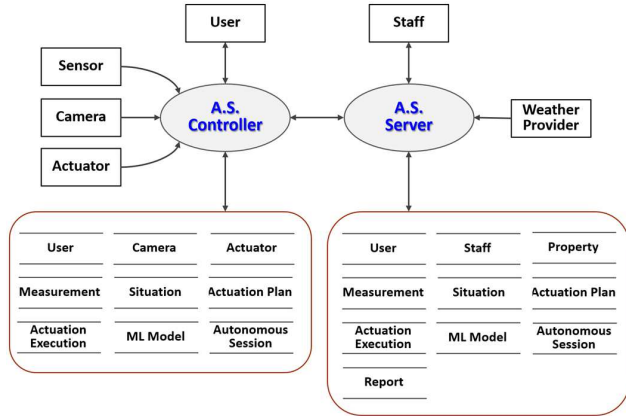 User
Staff
Sensor
Camera
Actuator
A.S.
Controller
A.S.
Server
Weather
Provider
User
Camera
Actuator
Measurement
Situation
Actuation Plan
Actuation
Execution
ML Model
Autonomous
Session
User
Staff
Property
Measurement
Situation
Actuation Plan
Actuation
Execution
ML Model
Autonomous
Session
Report